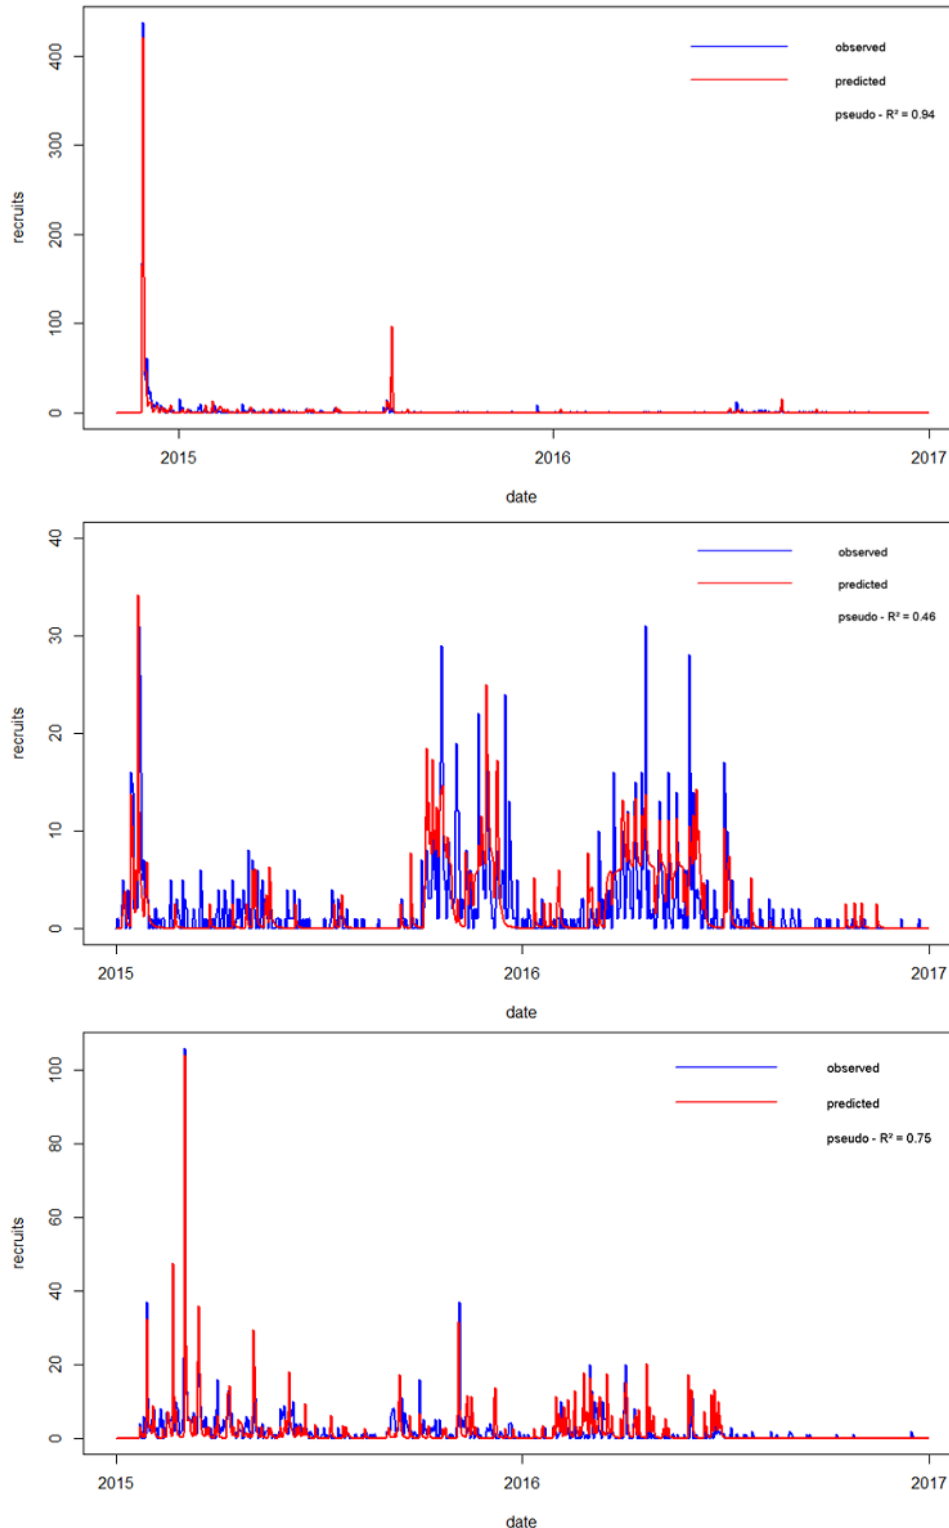 observed
predicted
pseudo - R² = 0.94
400
300
200
100
0
recruits
2015 2016 2017
date
observed
predicted
pseudo - R² = 0.46
40
30
20
10
0
recruits
2015 2016 2017
date
observed
predicted
pseudo - R² = 0.75
100
80
60
40
20
0
recruits
2015 2016 2017
date